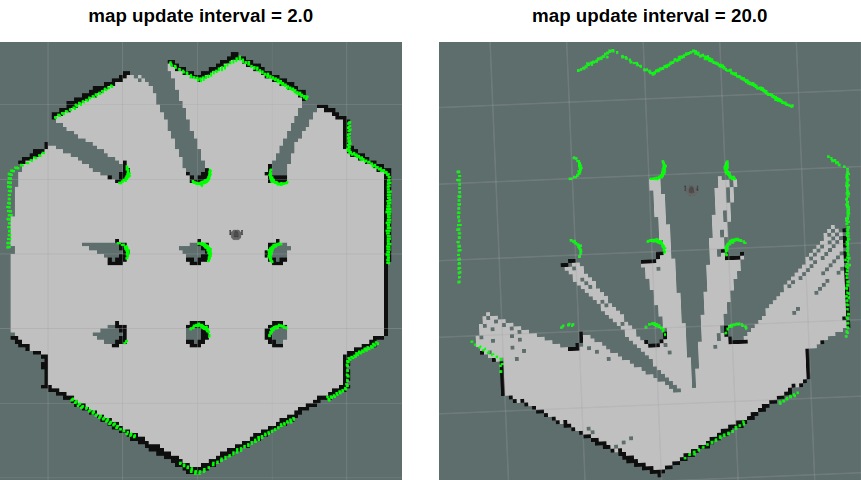 map update interval = 2.0
map update interval = 20.0